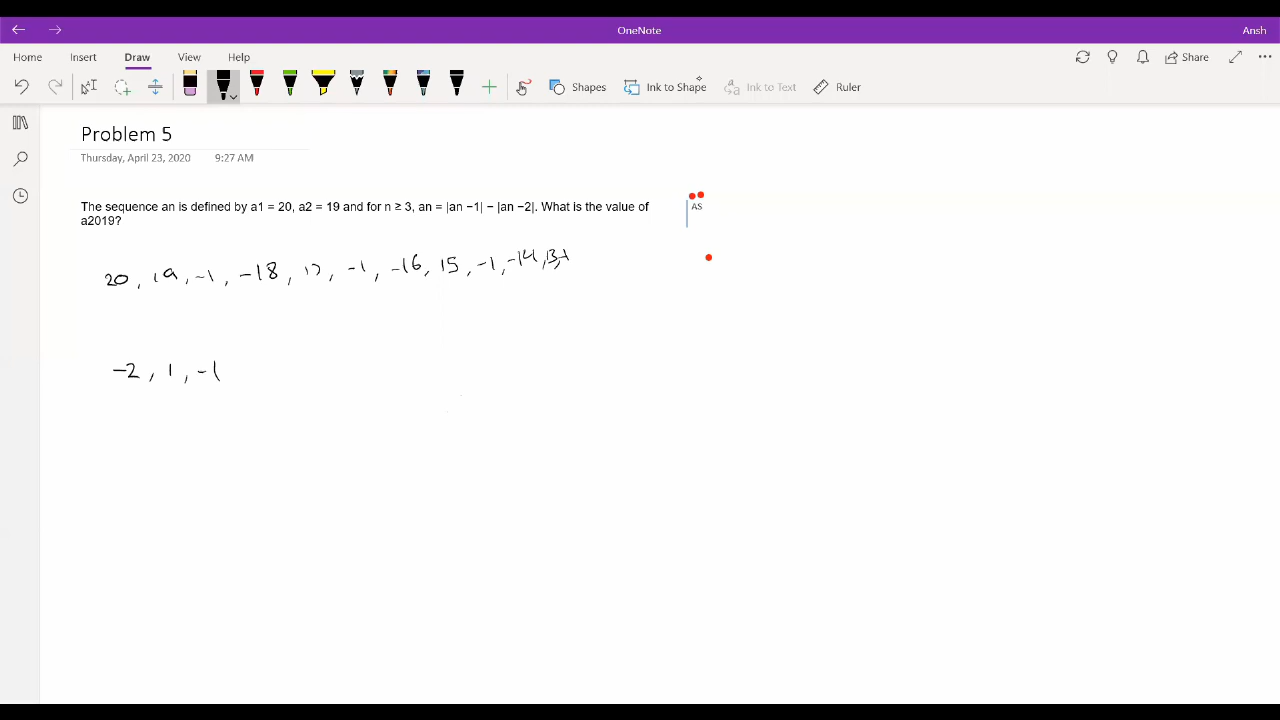 OneNote
Ansh
Home Insert Draw View Help
Share
Shapes Ink to Shape Ink to Text Ruler
Problem 5
Thursday, April 23, 2020 9:27 AM
The sequence an is defined by a1 = 20, a2 = 19 and for n ≥ 3, an = |an −1| − |an −2|. What is the value of
a2019?
AS
20, 19, -1, -18, 17, -1, -16, 15, -1, -14, 13, -1
-2, 1, -1